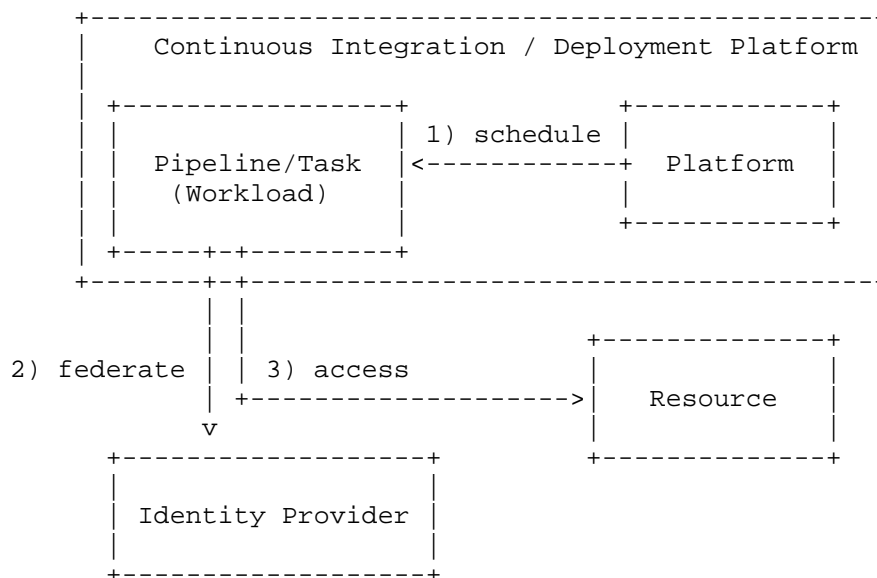 Continuous Integration / Deployment Platform
1) schedule
Pipeline/Task Platform
(Workload)
2) federate 3) access
Resource
v
Identity Provider